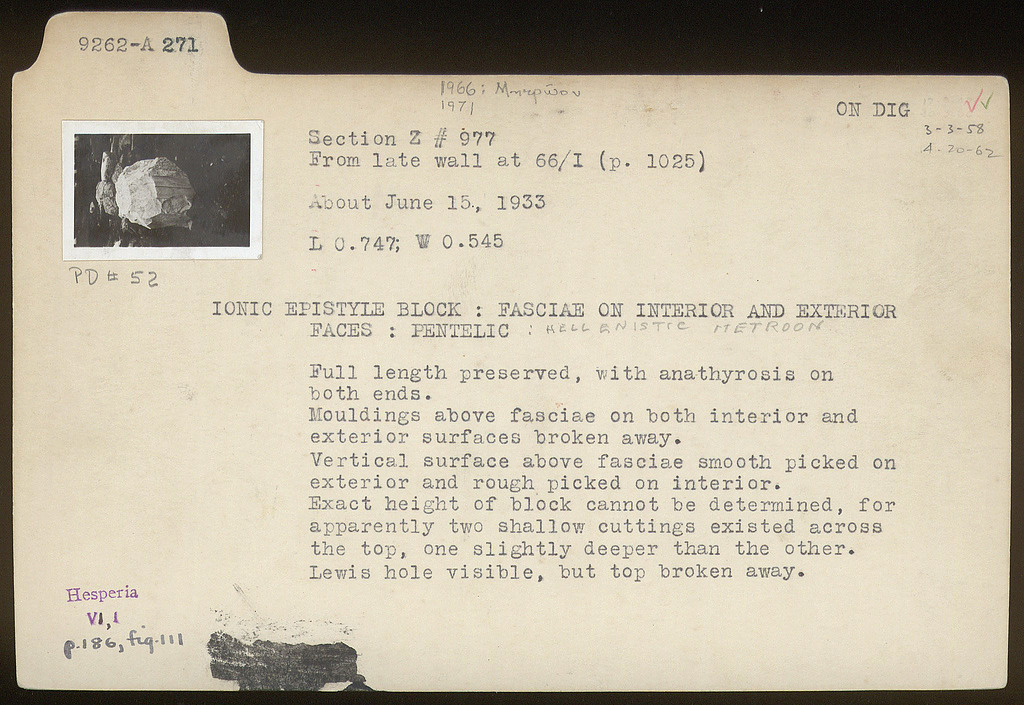 9262-A 271
1966: Μητρῷον
1971
ON DIG
3-3-58
4-20-62
Section Z # 977
From late wall at 66/I (p. 1025)
About June 15., 1933
L 0.747; W 0.545
PD # 52
IONIC EPISTYLE BLOCK : FASCIAE ON INTERIOR AND EXTERIOR
FACES : PENTELIC : HELLENISTIC METROON
Full length preserved, with anathyrosis on
both ends.
Mouldings above fasciae on both interior and
exterior surfaces broken away.
Vertical surface above fasciae smooth picked on
exterior and rough picked on interior.
Exact height of block cannot be determined, for
apparently two shallow cuttings existed across
the top, one slightly deeper than the other.
Lewis hole visible, but top broken away.
Hesperia
VI,1
p.186, fig.111